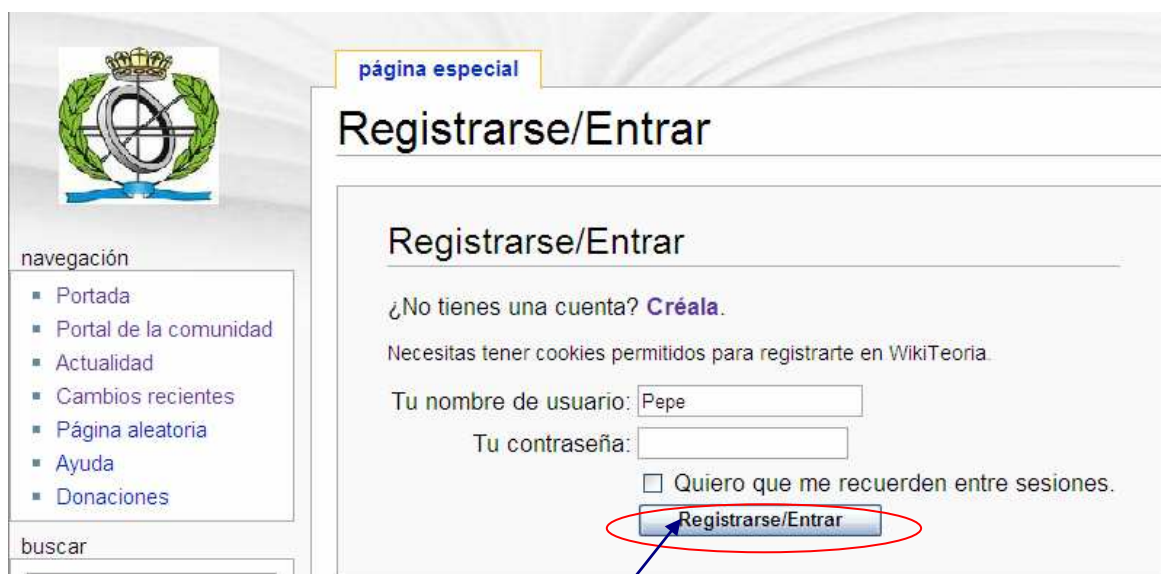 página especial
Registrarse/Entrar
navegación
Portada
Portal de la comunidad
Actualidad
Cambios recientes
Página aleatoria
Ayuda
Donaciones
buscar
Registrarse/Entrar
¿No tienes una cuenta? Créala.
Necesitas tener cookies permitidos para registrarte en WikiTeoria.
Tu nombre de usuario: Pepe
Tu contraseña:
Quiero que me recuerden entre sesiones.
Registrarse/Entrar